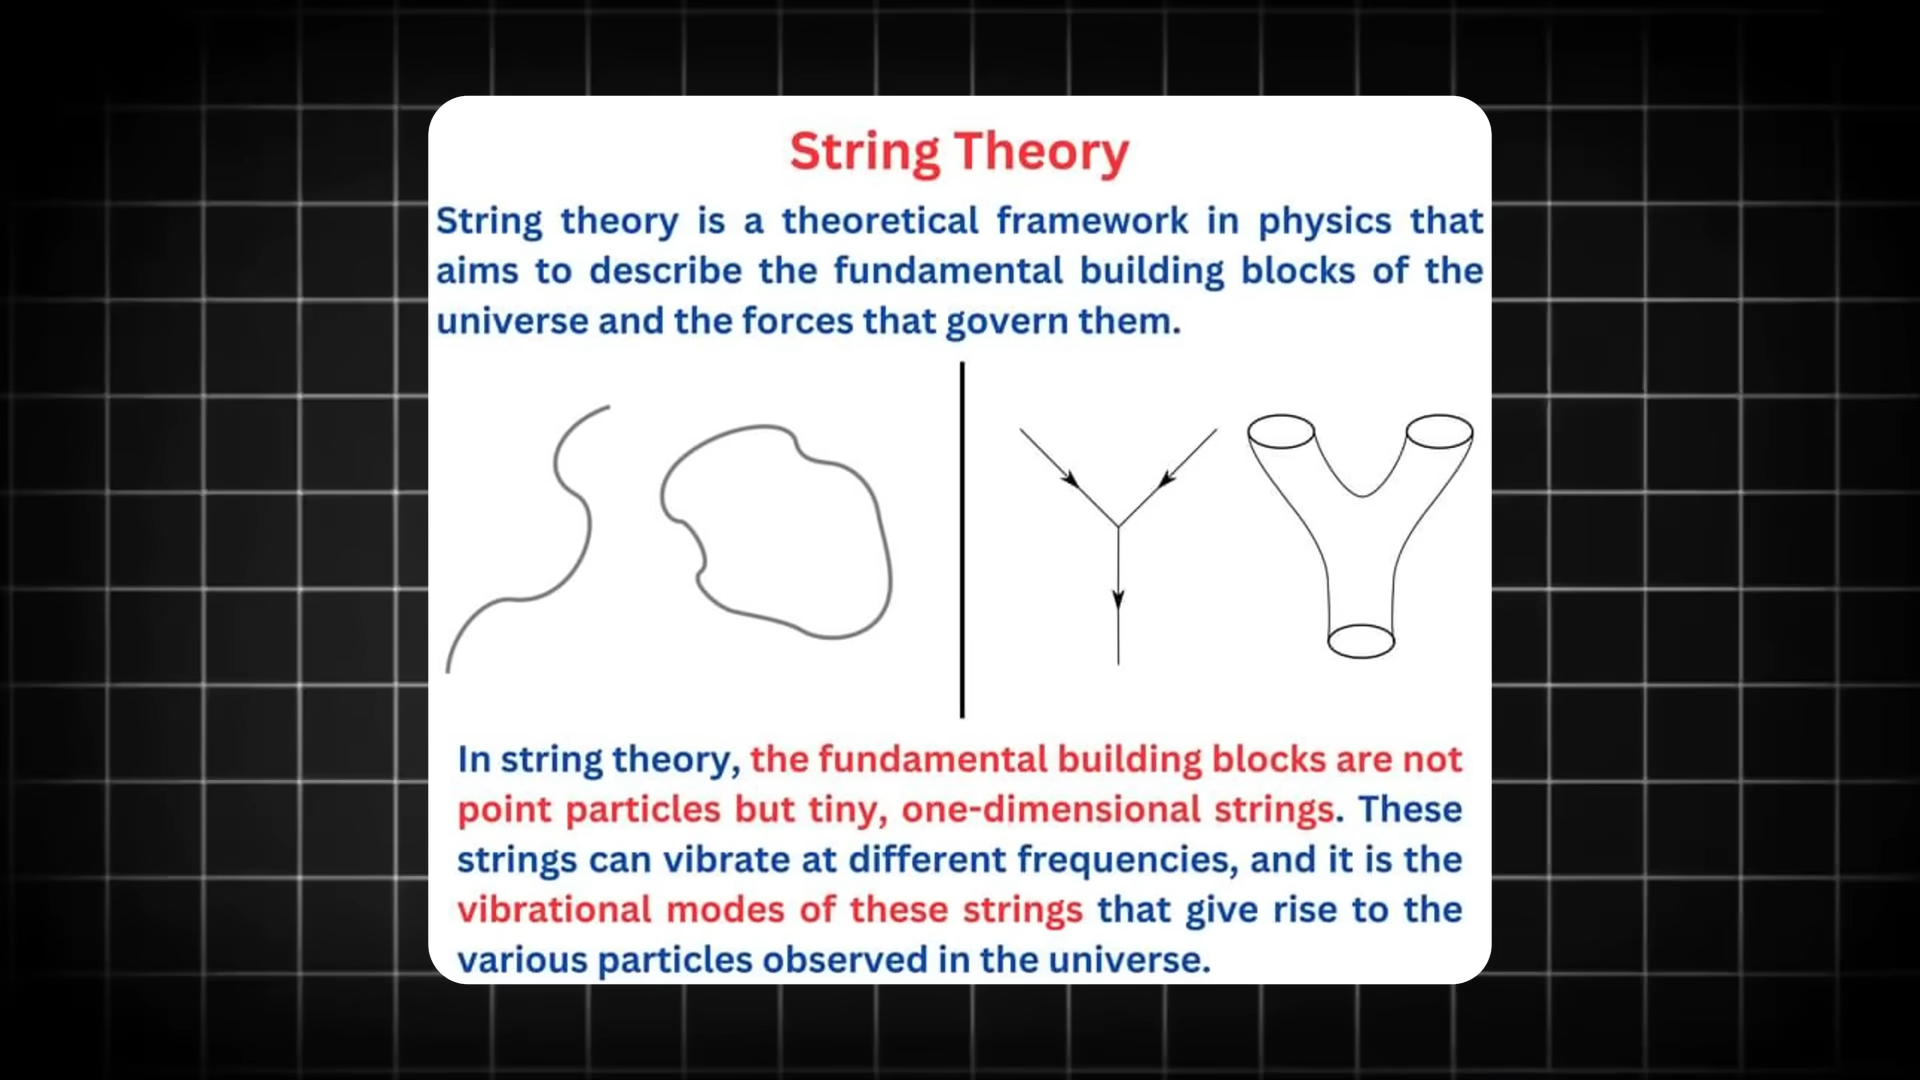 String Theory
String theory is a theoretical framework in physics that
aims to describe the fundamental building blocks of the
universe and the forces that govern them.
In string theory, the fundamental building blocks are not
point particles but tiny, one-dimensional strings. These
strings can vibrate at different frequencies, and it is the
vibrational modes of these strings that give rise to the
various particles observed in the universe.